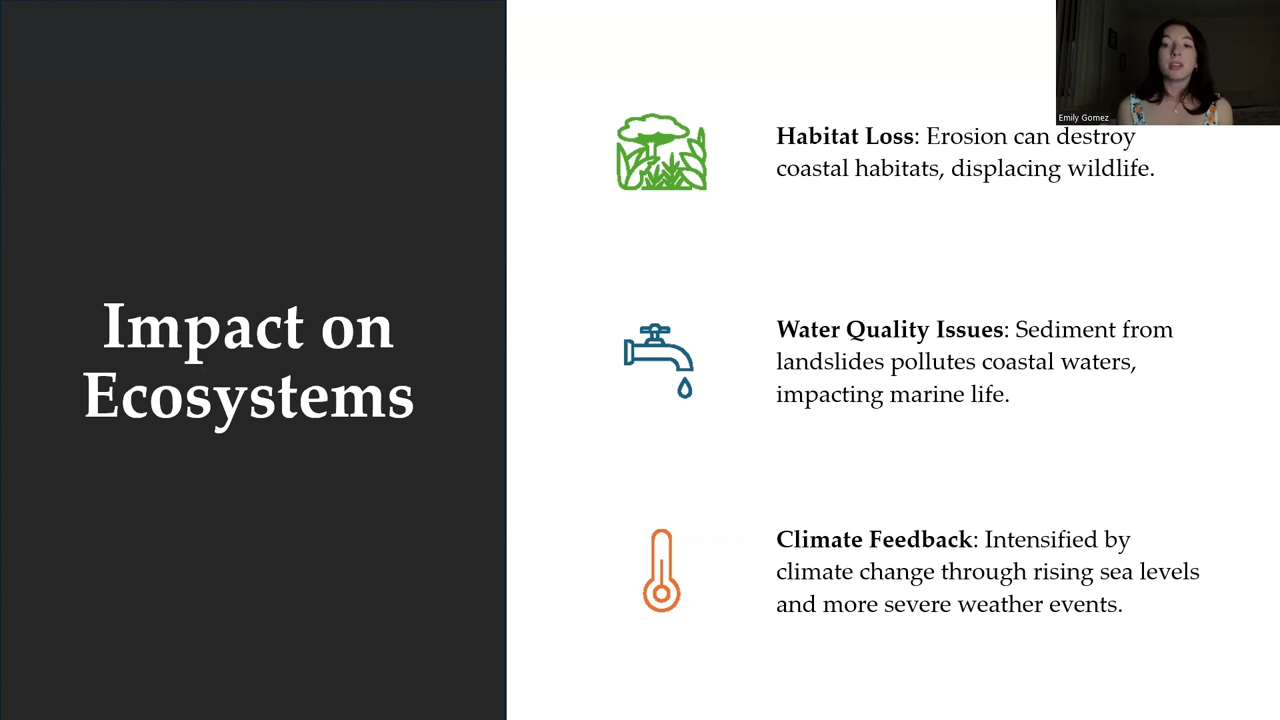 Impact on
Ecosystems
Emily Gomez
Habitat Loss: Erosion can destroy
coastal habitats, displacing wildlife.
Water Quality Issues: Sediment from
landslides pollutes coastal waters,
impacting marine life.
Climate Feedback: Intensified by
climate change through rising sea levels
and more severe weather events.